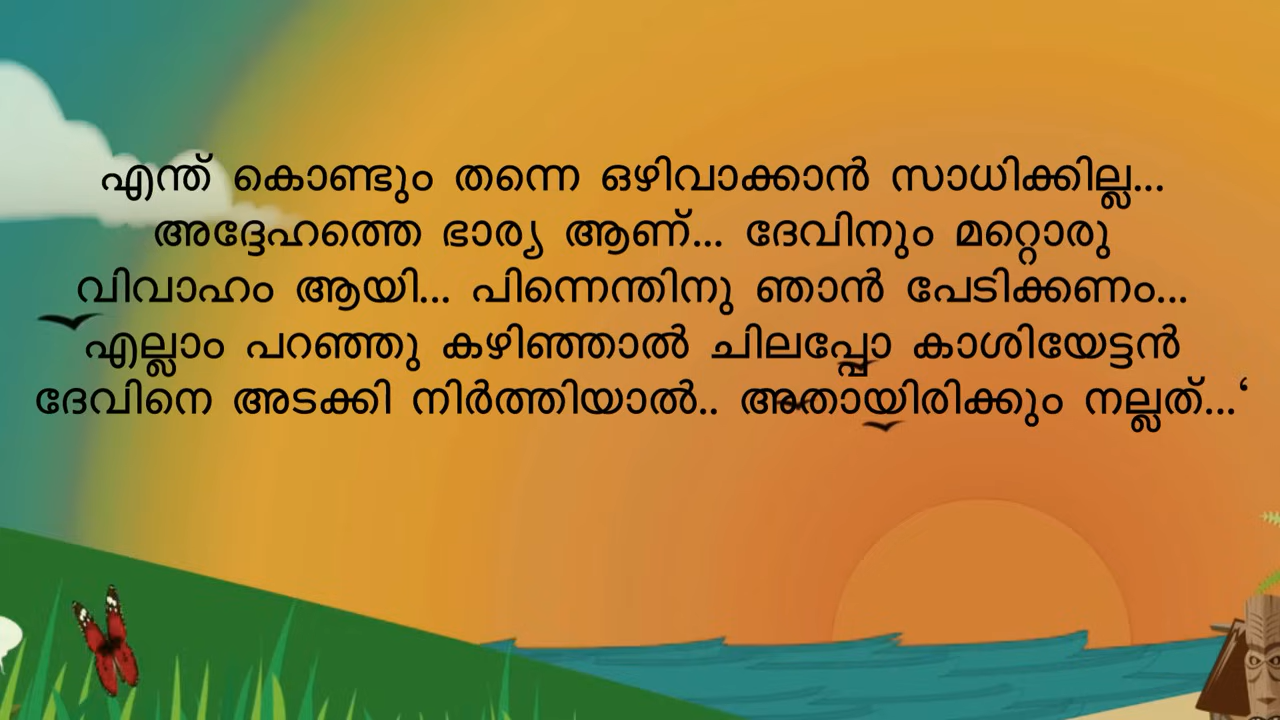 എന്ത് കൊണ്ടും തന്നെ ഒഴിവാക്കാൻ സാധിക്കില്ല...
അദ്ദേഹത്തെ ഭാര്യ ആണ്... ദേവിനും മറ്റൊരു
വിവാഹം ആയി... പിന്നെന്തിനു ഞാൻ പേടിക്കണം...
എല്ലാം പറഞ്ഞു കഴിഞ്ഞാൽ ചിലപ്പോ കാശിയേട്ടൻ
ദേവിനെ അടക്കി നിർത്തിയാൽ.. അതായിരിക്കും നല്ലത്...‘